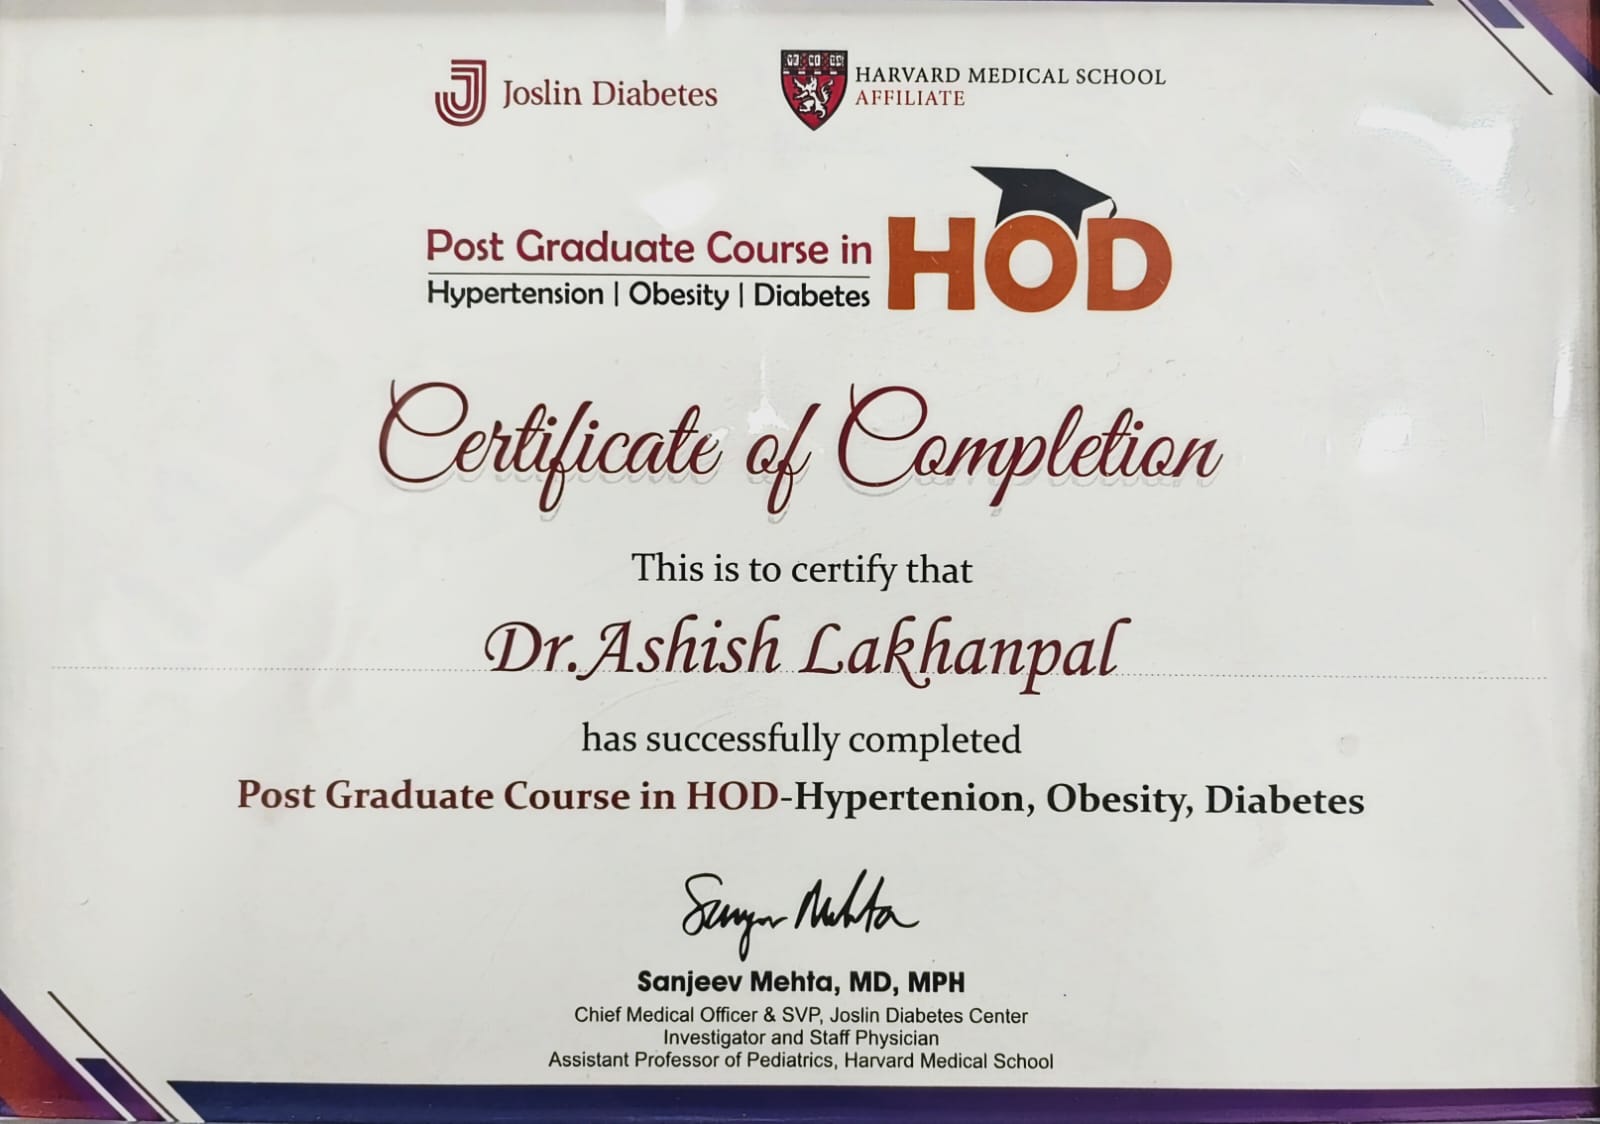 Joslin Diabetes
HARVARD MEDICAL SCHOOL
AFFILIATE
Post Graduate Course in HOD
Hypertension | Obesity | Diabetes
Certificate of Completion
This is to certify that
Dr.Ashish Lakhanpal
has successfully completed
Post Graduate Course in HOD-Hypertenion, Obesity, Diabetes
Sanjeev Mehta
Sanjeev Mehta, MD, MPH
Chief Medical Officer & SVP, Joslin Diabetes Center
Investigator and Staff Physician
Assistant Professor of Pediatrics, Harvard Medical School